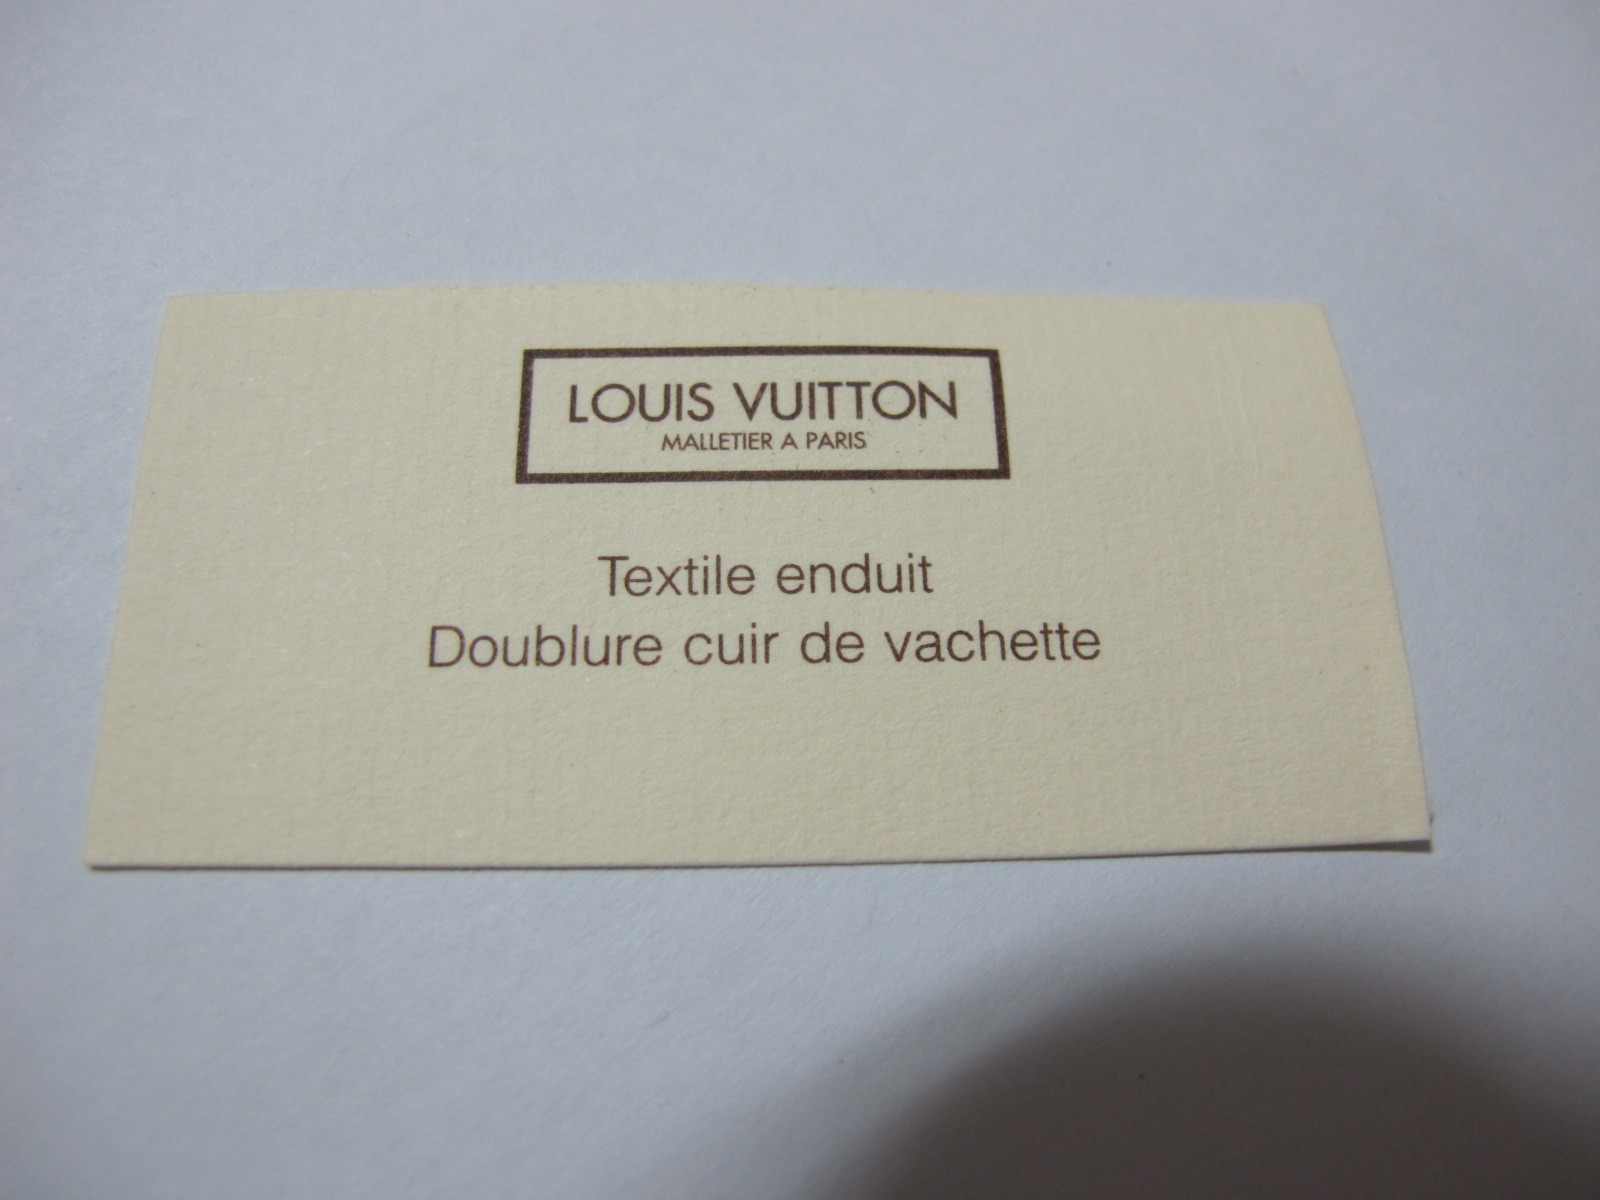 LOUIS VUITTON
MALLETIER A PARIS
Textile enduit
Doublure cuir de vachette